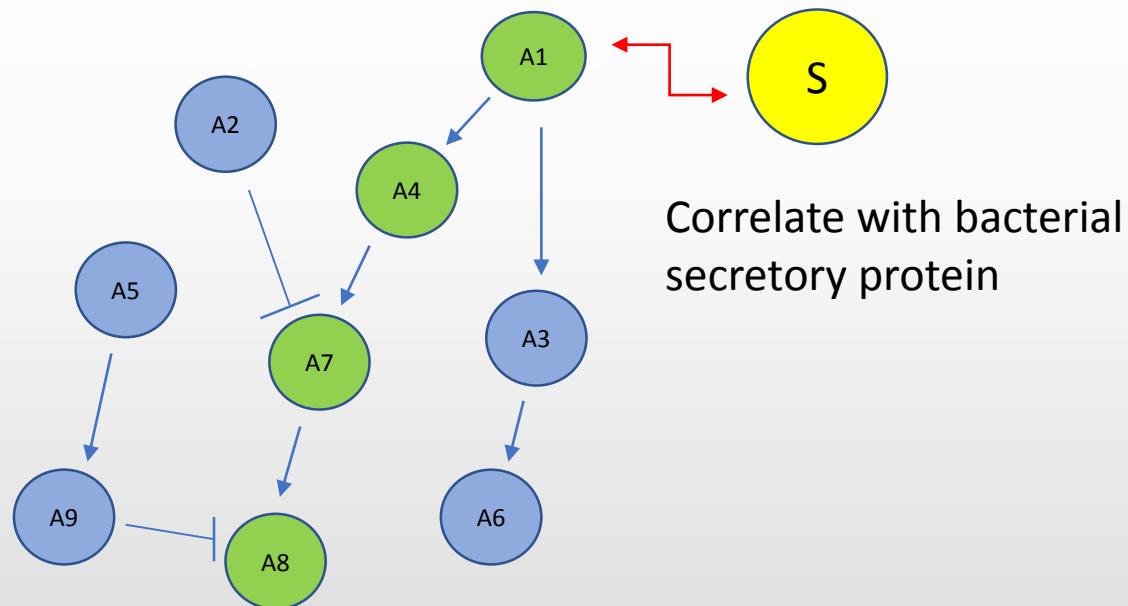 A1
S
A2
A4
A5
A3
A7
A9
A6
A8
Correlate with bacterial
secretory protein